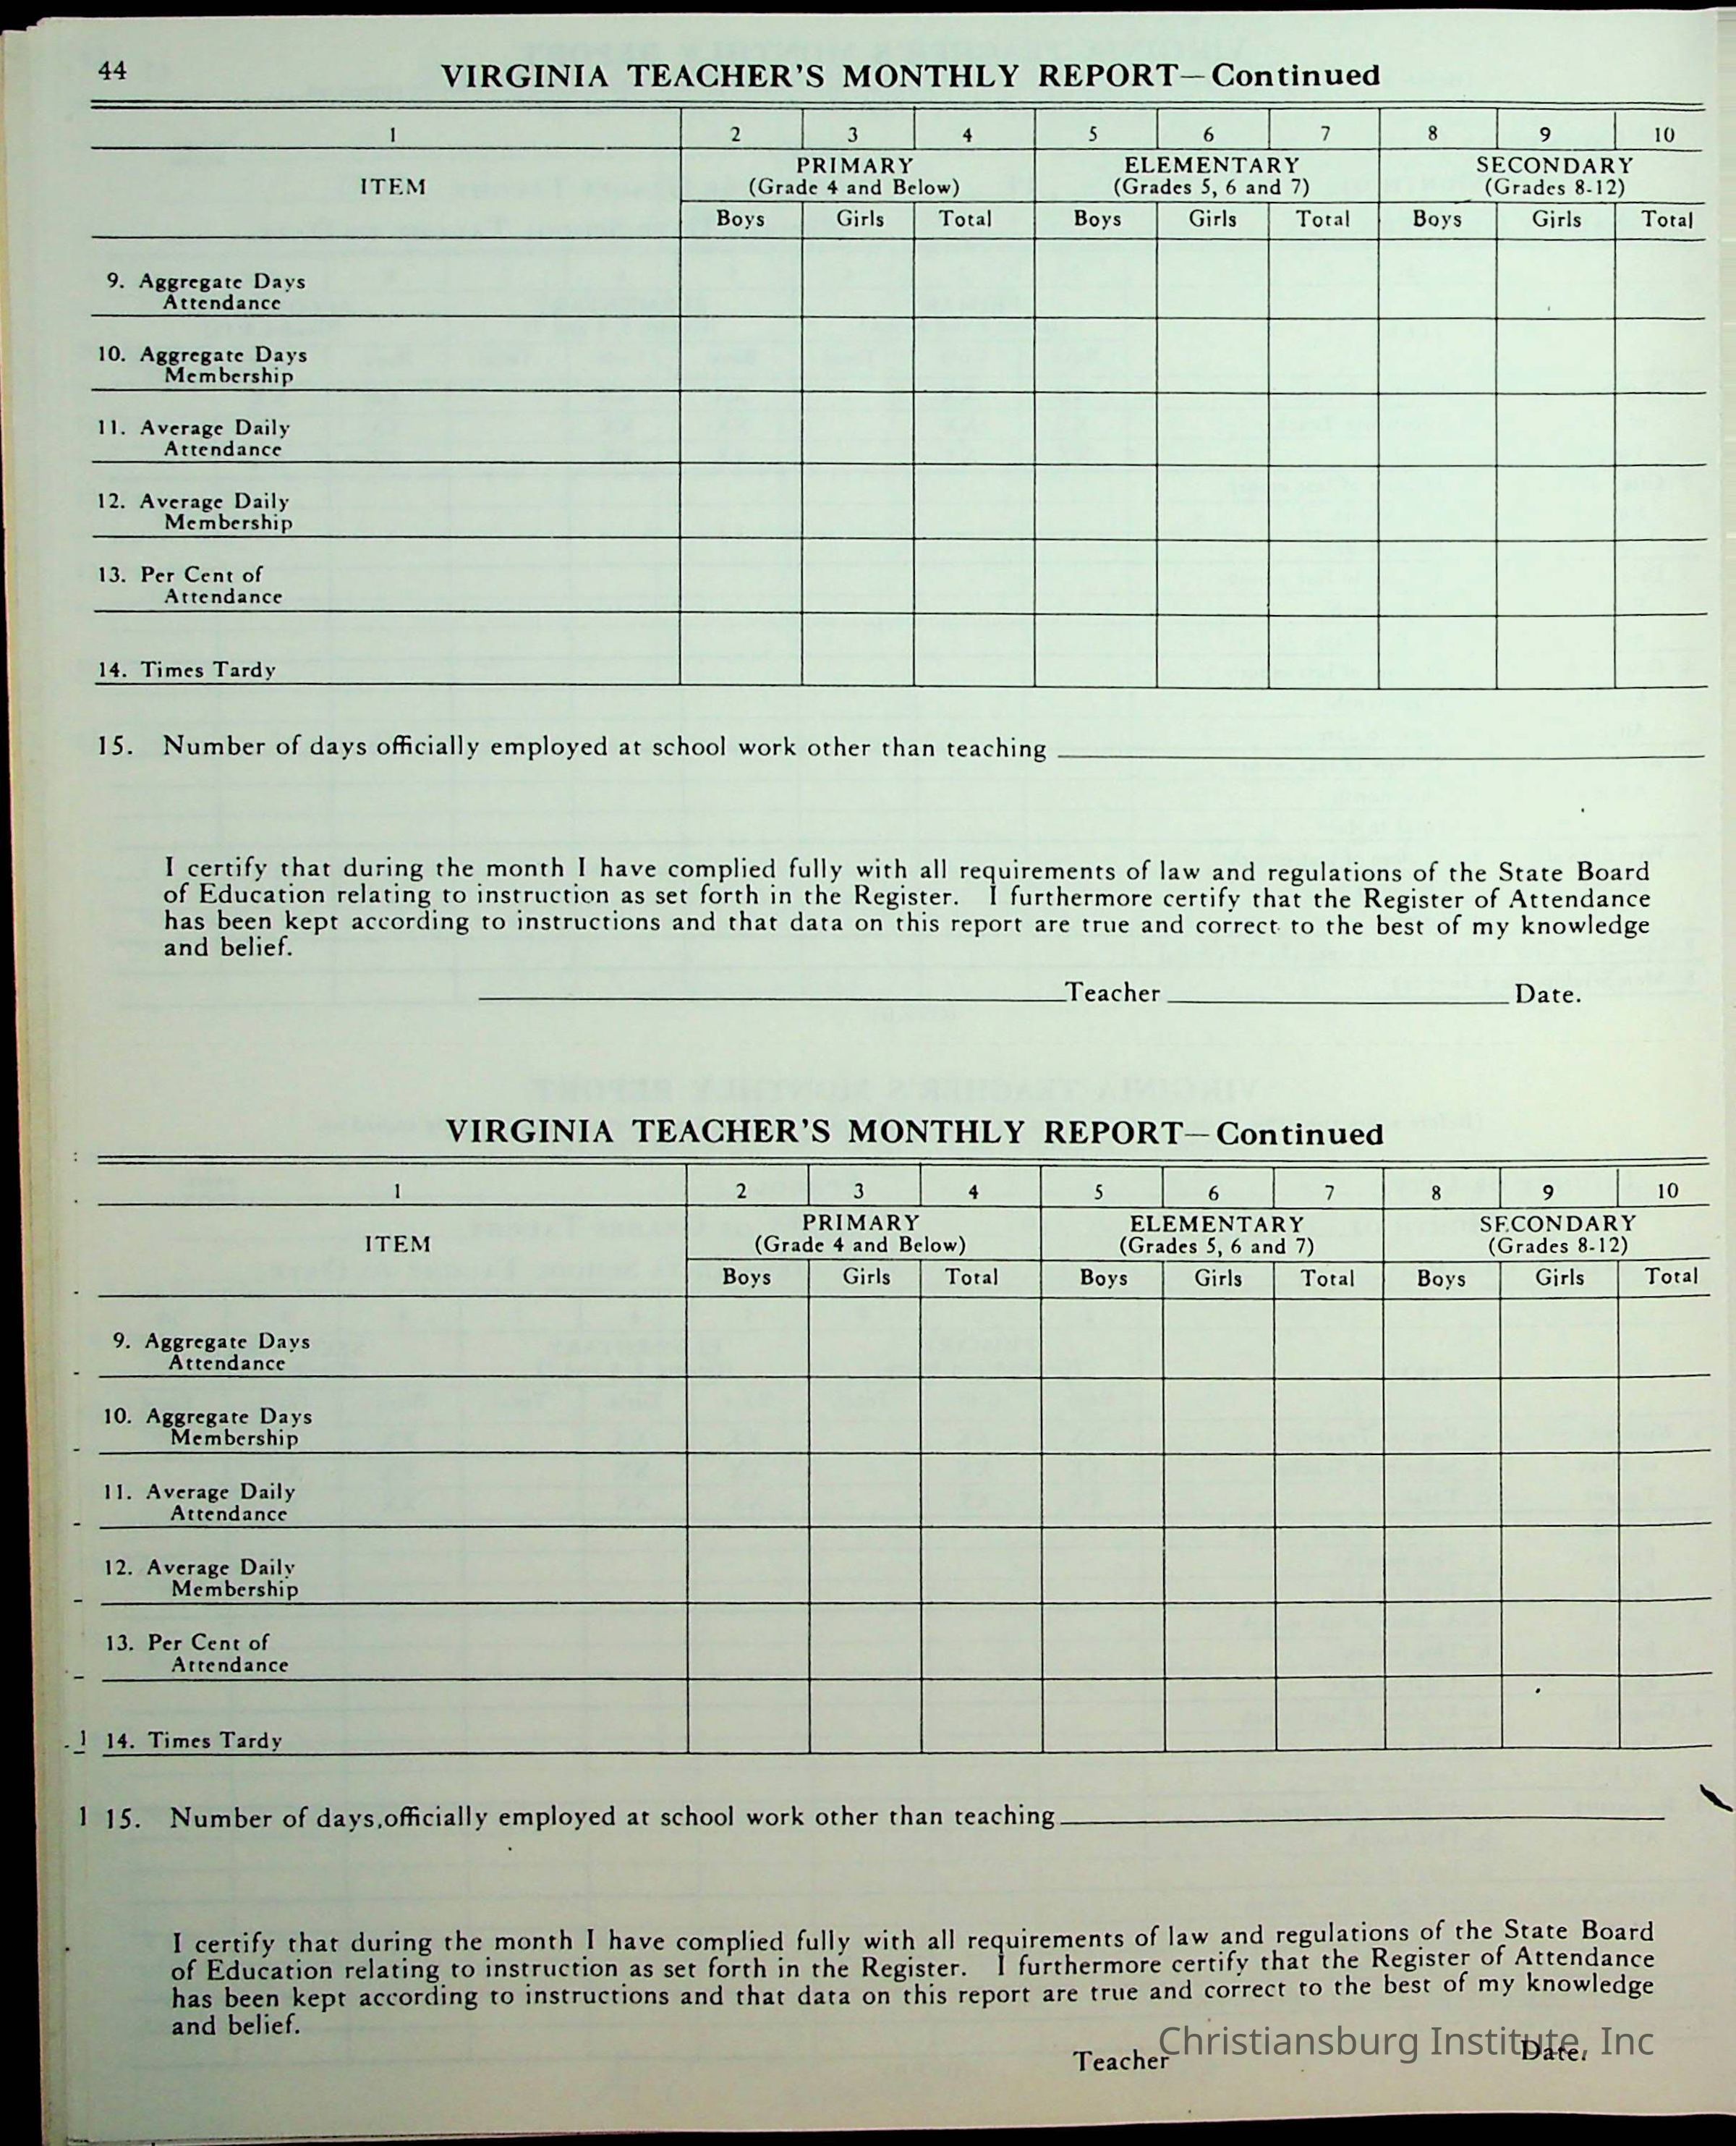 44
VIRGINIA TEACHER'S MONTHLY REPORT—Continued
1 2 3 4 5 6 7 8 9 10
ITEM
PRIMARY ELEMENTARY SECONDARY
(Grade 4 and Below) (Grades 5, 6 and 7) (Grades 8-12)
Boys Girls Total Boys Girls Total Boys Girls Total
9. Aggregate Days
Attendance
10. Aggregate Days
Membership
11. Average Daily
Attendance
12. Average Daily
Membership
13. Per Cent of
Attendance
14. Times Tardy
15. Number of days officially employed at school work other than teaching
I certify that during the month I have complied fully with all requirements of law and regulations of the State Board
of Education relating to instruction as set forth in the Register. I furthermore certify that the Register of Attendance
has been kept according to instructions and that data on this report are true and correct to the best of my knowledge
and belief.
Teacher Date.
VIRGINIA TEACHER'S MONTHLY REPORT—Continued
1 2 3 4 5 6 7 8 9 10
ITEM
PRIMARY ELEMENTARY SECONDARY
(Grade 4 and Below) (Grades 5, 6 and 7) (Grades 8-12)
Boys Girls Total Boys Girls Total Boys Girls Total
9. Aggregate Days
Attendance
10. Aggregate Days
Membership
11. Average Daily
Attendance
12. Average Daily
Membership
13. Per Cent of
Attendance
1 14. Times Tardy
1 15. Number of days officially employed at school work other than teaching
I certify that during the month I have complied fully with all requirements of law and regulations of the State Board
of Education relating to instruction as set forth in the Register. I furthermore certify that the Register of Attendance
has been kept according to instructions and that data on this report are true and correct to the best of my knowledge
and belief.
Teacher Date.
Christiansburg Institute, Inc